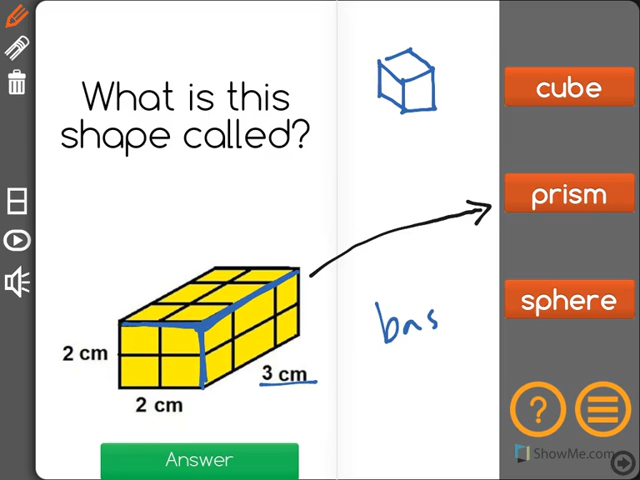 What is this
shape called?
cube
prism
sphere
2 cm
3 cm
2 cm
bas
?
Answer
ShowMe.com